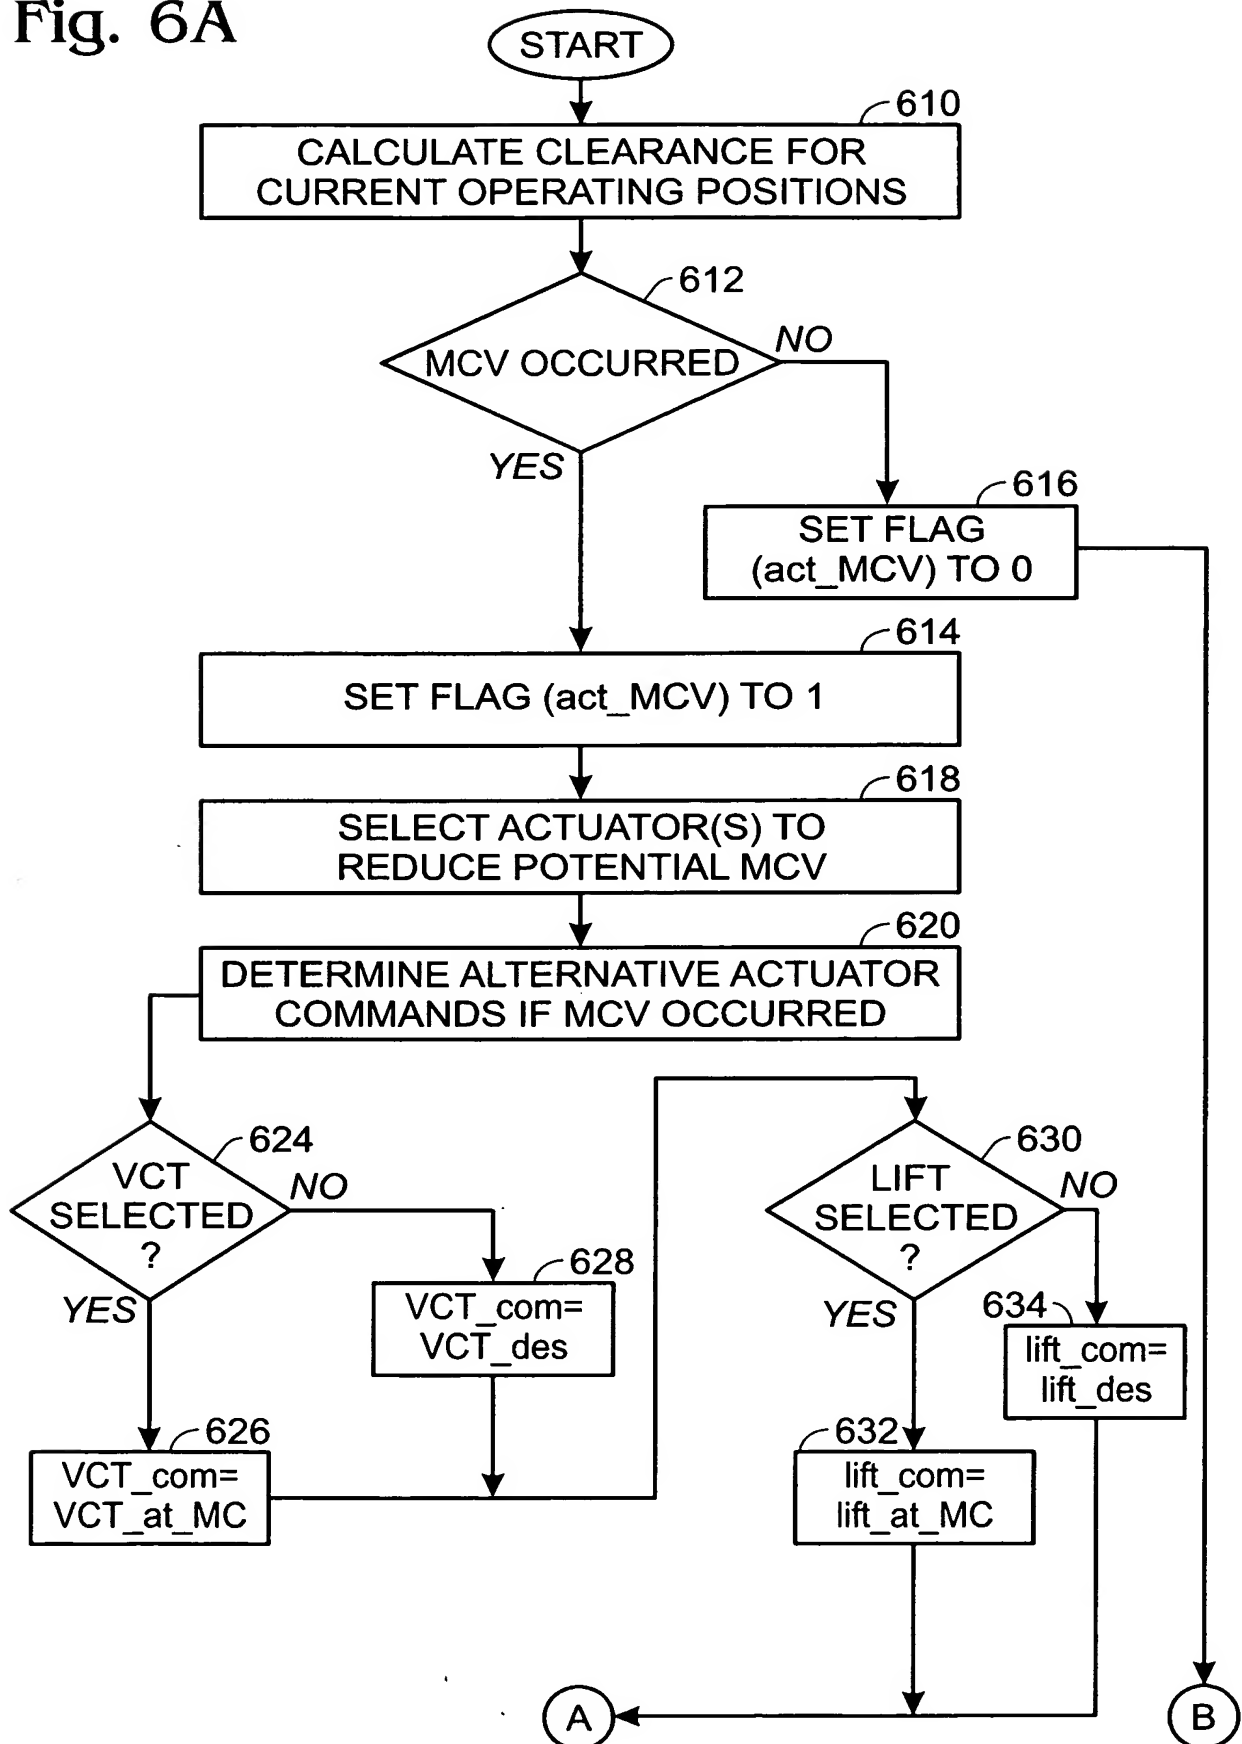 Fig. 6A
START
610
CALCULATE CLEARANCE FOR
CURRENT OPERATING POSITIONS
612
MCV OCCURRED
NO
YES
616
SET FLAG
(act_MCV) TO 0
614
SET FLAG (act_MCV) TO 1
618
SELECT ACTUATOR(S) TO
REDUCE POTENTIAL MCV
620
DETERMINE ALTERNATIVE ACTUATOR
COMMANDS IF MCV OCCURRED
624
VCT
SELECTED
?
NO
YES
628
VCT_com=
VCT_des
626
VCT_com=
VCT_at_MC
630
LIFT
SELECTED
?
NO
YES
634
lift_com=
lift_des
632
lift_com=
lift_at_MC
A
B